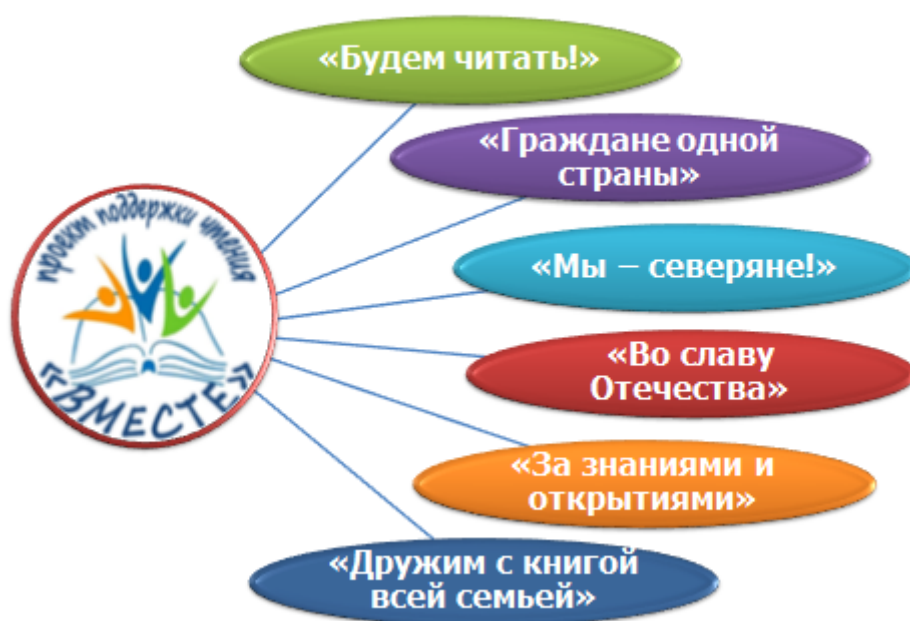 «Будем читать!»
«Граждане одной
страны»
проект поддержки чтения
«ВМЕСТЕ»
«Мы – северяне!»
«Во славу
Отечества»
«За знаниями и
открытиями»
«Дружим с книгой
всей семьей»